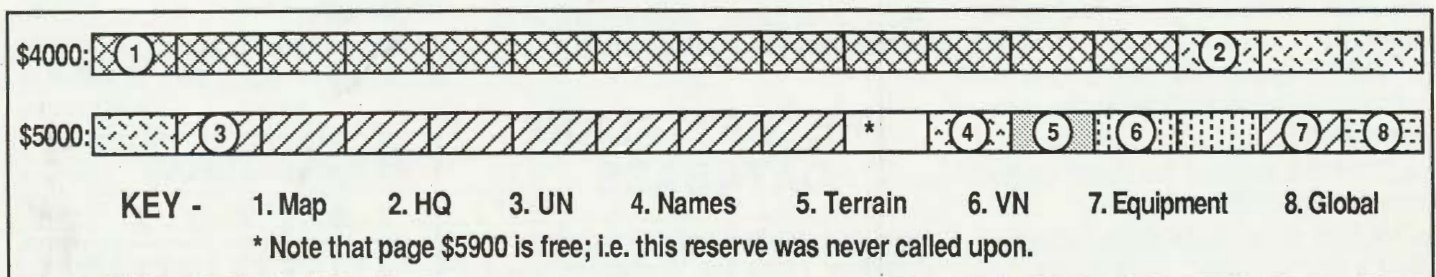 $4000: 1 2
$5000: 3 * 4 5 6 7 8
KEY - 1. Map 2. HQ 3. UN 4. Names 5. Terrain 6. VN 7. Equipment 8. Global
* Note that page $5900 is free; i.e. this reserve was never called upon.